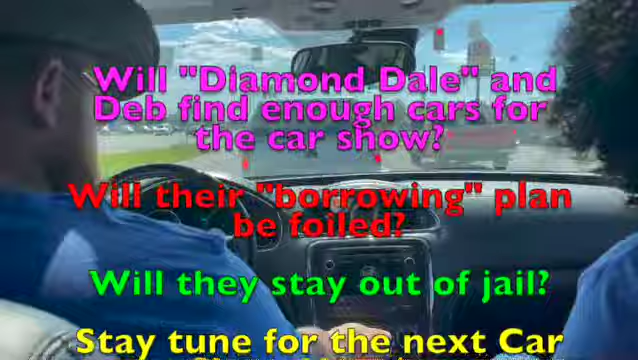 Will "Diamond Dale" and
Deb find enough cars for
the car show?
Will their "borrowing" plan
be foiled?
Will they stay out of jail?
Stay tune for the next Car